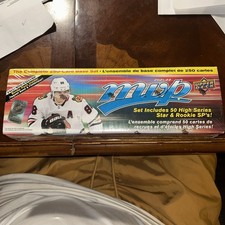 The Complete 250-Card Base Set • L'ensemble de base complet de 250 cartes
mvp
Set Includes 50 High Series
Star & Rookie SP's!
L'ensemble comprend 50 cartes de
recrues et d'étoiles High Series!